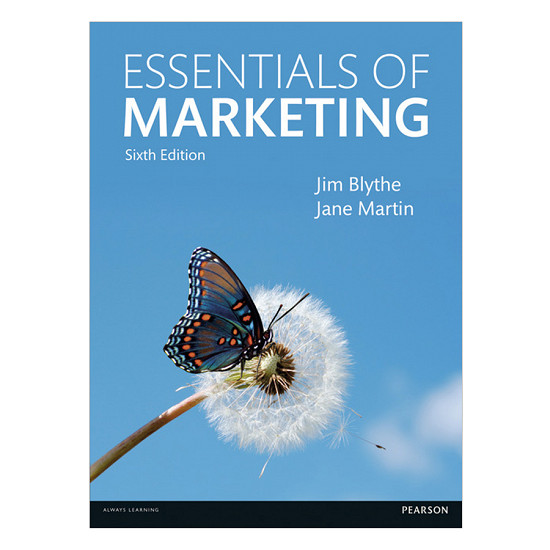 ESSENTIALS OF
MARKETING
Sixth Edition
Jim Blythe
Jane Martin
ALWAYS LEARNING
PEARSON